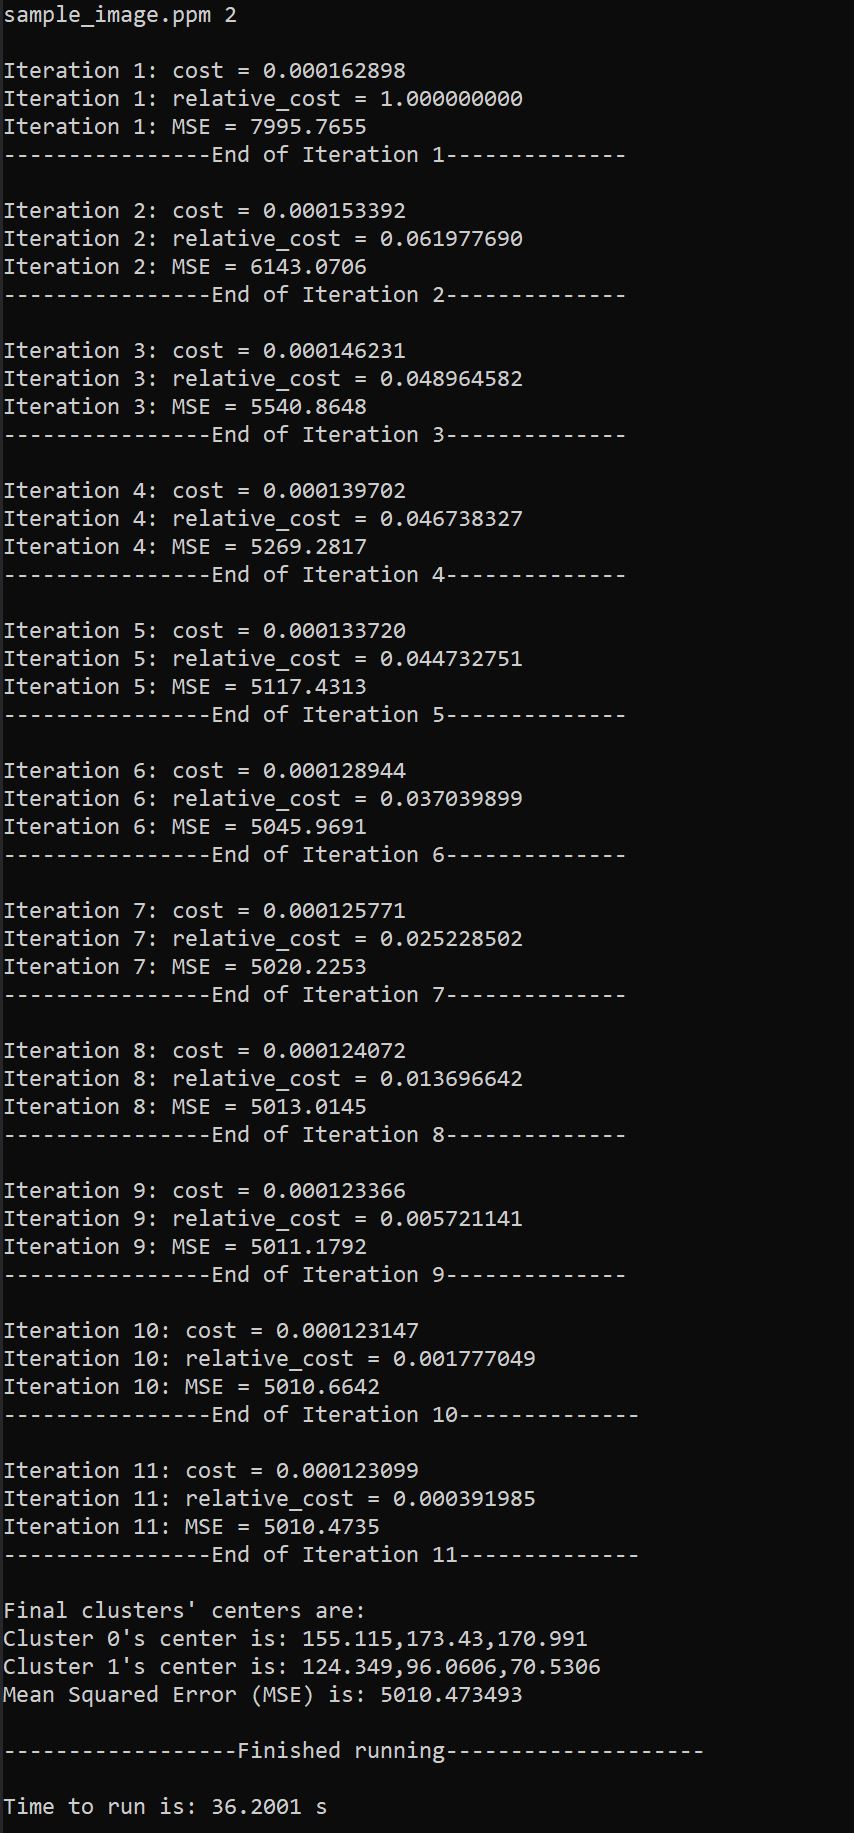 sample_image.ppm 2
Iteration 1: cost = 0.000162898
Iteration 1: relative_cost = 1.000000000
Iteration 1: MSE = 7995.7655
----------------End of Iteration 1--------------
Iteration 2: cost = 0.000153392
Iteration 2: relative_cost = 0.061977690
Iteration 2: MSE = 6143.0706
----------------End of Iteration 2--------------
Iteration 3: cost = 0.000146231
Iteration 3: relative_cost = 0.048964582
Iteration 3: MSE = 5540.8648
----------------End of Iteration 3--------------
Iteration 4: cost = 0.000139702
Iteration 4: relative_cost = 0.046738327
Iteration 4: MSE = 5269.2817
----------------End of Iteration 4--------------
Iteration 5: cost = 0.000133720
Iteration 5: relative_cost = 0.044732751
Iteration 5: MSE = 5117.4313
----------------End of Iteration 5--------------
Iteration 6: cost = 0.000128944
Iteration 6: relative_cost = 0.037039899
Iteration 6: MSE = 5045.9691
----------------End of Iteration 6--------------
Iteration 7: cost = 0.000125771
Iteration 7: relative_cost = 0.025228502
Iteration 7: MSE = 5020.2253
----------------End of Iteration 7--------------
Iteration 8: cost = 0.000124072
Iteration 8: relative_cost = 0.013696642
Iteration 8: MSE = 5013.0145
----------------End of Iteration 8--------------
Iteration 9: cost = 0.000123366
Iteration 9: relative_cost = 0.005721141
Iteration 9: MSE = 5011.1792
----------------End of Iteration 9--------------
Iteration 10: cost = 0.000123147
Iteration 10: relative_cost = 0.001777049
Iteration 10: MSE = 5010.6642
----------------End of Iteration 10--------------
Iteration 11: cost = 0.000123099
Iteration 11: relative_cost = 0.000391985
Iteration 11: MSE = 5010.4735
----------------End of Iteration 11--------------
Final clusters' centers are:
Cluster 0's center is: 155.115,173.43,170.991
Cluster 1's center is: 124.349,96.0606,70.5306
Mean Squared Error (MSE) is: 5010.473493
------------------Finished running--------------------
Time to run is: 36.2001 s